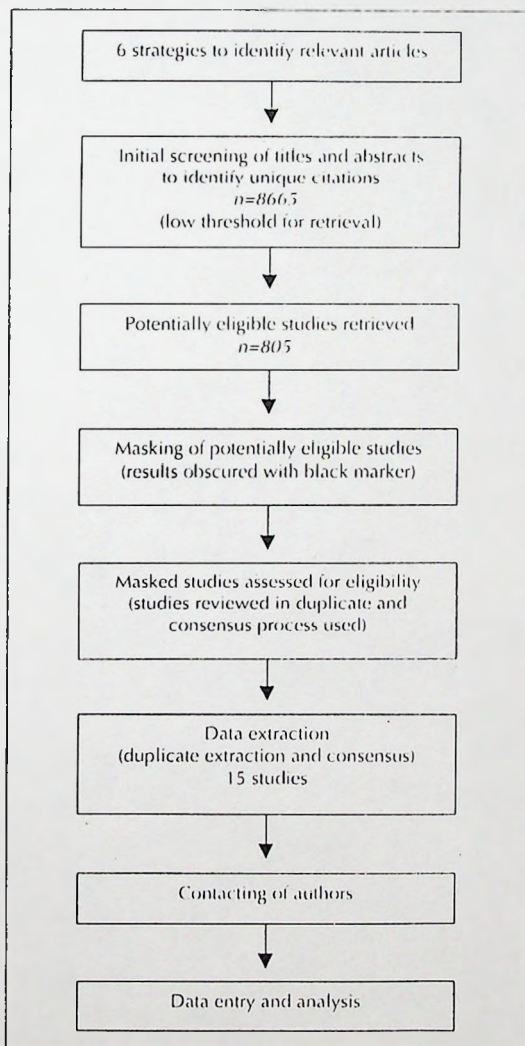 6 strategies to identify relevant articles
Initial screening of titles and abstracts
to identify unique citations
n=8665
(low threshold for retrieval)
Potentially eligible studies retrieved
n=805
Masking of potentially eligible studies
(results obscured with black marker)
Masked studies assessed for eligibility
(studies reviewed in duplicate and
consensus process used)
Data extraction
(duplicate extraction and consensus)
15 studies
Contacting of authors
Data entry and analysis